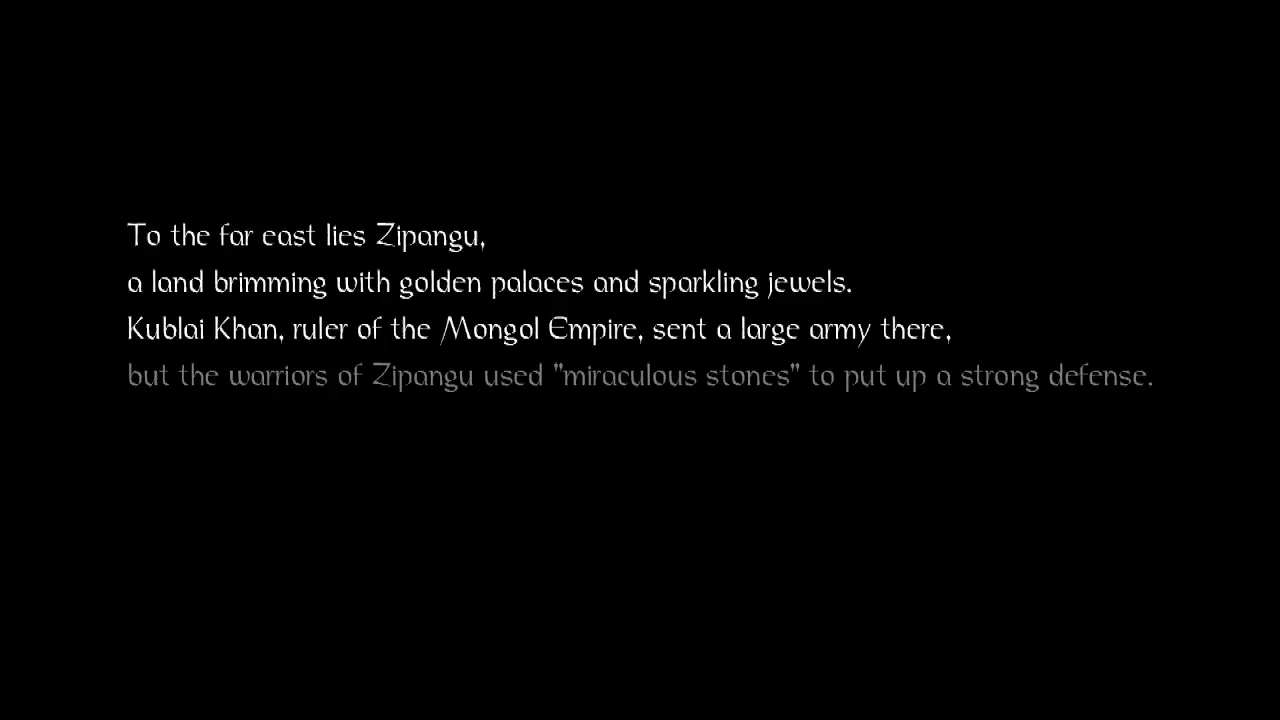 To the far east lies Zipangu,
a land brimming with golden palaces and sparkling jewels.
Kublai Khan, ruler of the Mongol Empire, sent a large army there,
but the warriors of Zipangu used "miraculous stones" to put up a strong defense.